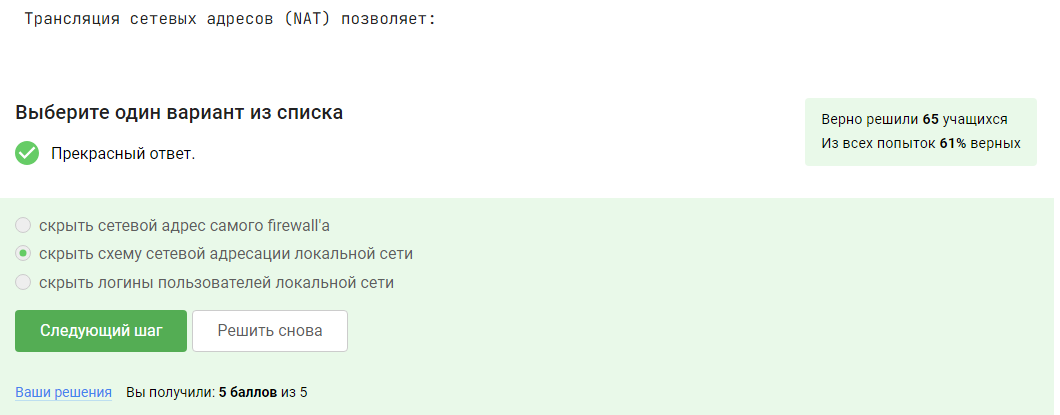 Трансляция сетевых адресов (NAT) позволяет:
Выберите один вариант из списка
Прекрасный ответ.
Верно решили 65 учащихся
Из всех попыток 61% верных
скрыть сетевой адрес самого firewall'а
скрыть схему сетевой адресации локальной сети
скрыть логины пользователей локальной сети
Следующий шаг
Решить снова
Ваши решения
Вы получили: 5 баллов из 5